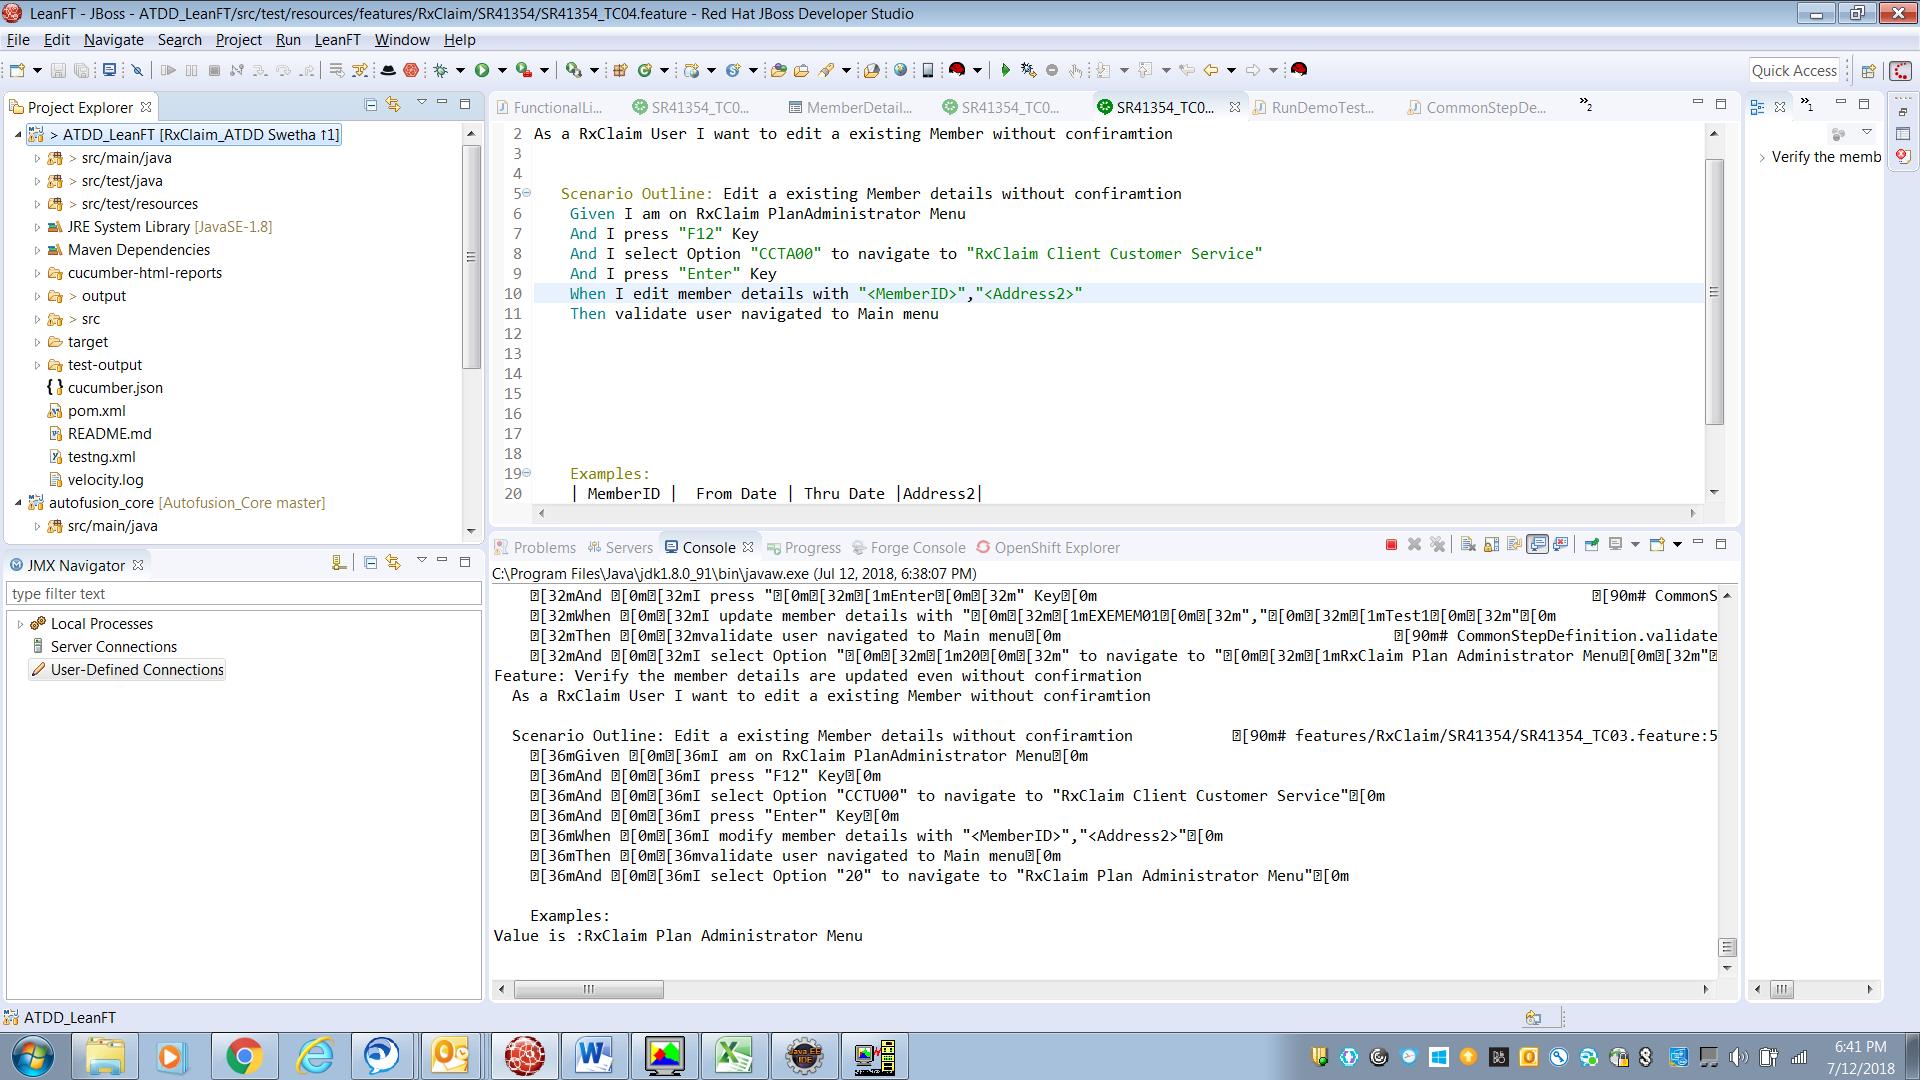 LeanFT - JBoss - ATDD_LeanFT/src/test/resources/features/RxClaim/SR41354/SR41354_TC04.feature - Red Hat JBoss Developer Studio
File Edit Navigate Search Project Run LeanFT Window Help
Quick Access
Project Explorer
> ATDD_LeanFT [RxClaim_ATDD Swetha ↑1]
> src/main/java
> src/test/java
> src/test/resources
JRE System Library [JavaSE-1.8]
Maven Dependencies
cucumber-html-reports
> output
> src
target
test-output
cucumber.json
pom.xml
README.md
testng.xml
velocity.log
autofusion_core [Autofusion_Core master]
src/main/java
JMX Navigator
type filter text
Local Processes
Server Connections
User-Defined Connections
FunctionalLi... SR41354_TC0... MemberDetail... SR41354_TC0... SR41354_TC0... RunDemoTest... CommonStepDe... »2
2 As a RxClaim User I want to edit a existing Member without confiramtion
3
4
5 Scenario Outline: Edit a existing Member details without confiramtion
6 Given I am on RxClaim PlanAdministrator Menu
7 And I press "F12" Key
8 And I select Option "CCTA00" to navigate to "RxClaim Client Customer Service"
9 And I press "Enter" Key
10 When I edit member details with "<MemberID>","<Address2>"
11 Then validate user navigated to Main menu
12
13
14
15
16
17
18
19 Examples:
20 | MemberID | From Date | Thru Date |Address2|
»1
Verify the memb
Problems Servers Console Progress Forge Console OpenShift Explorer
C:\Program Files\Java\jdk1.8.0_91\bin\javaw.exe (Jul 12, 2018, 6:38:07 PM)
[32mAnd [0m[32mI press "[0m[32m[1mEnter[0m[32m" Key[0m [90m# CommonS
[32mWhen [0m[32mI update member details with "[0m[32m[1mEXEMEM01[0m[32m","[0m[32m[1mTest1[0m[32m"[0m
[32mThen [0m[32mvalidate user navigated to Main menu[0m [90m# CommonStepDefinition.validate
[32mAnd [0m[32mI select Option "[0m[32m[1m20[0m[32m" to navigate to "[0m[32m[1mRxClaim Plan Administrator Menu[0m[32m"
Feature: Verify the member details are updated even without confirmation
As a RxClaim User I want to edit a existing Member without confiramtion
Scenario Outline: Edit a existing Member details without confiramtion [90m# features/RxClaim/SR41354/SR41354_TC03.feature:5
[36mGiven [0m[36mI am on RxClaim PlanAdministrator Menu[0m
[36mAnd [0m[36mI press "F12" Key[0m
[36mAnd [0m[36mI select Option "CCTU00" to navigate to "RxClaim Client Customer Service"[0m
[36mAnd [0m[36mI press "Enter" Key[0m
[36mWhen [0m[36mI modify member details with "<MemberID>","<Address2>"[0m
[36mThen [0m[36mvalidate user navigated to Main menu[0m
[36mAnd [0m[36mI select Option "20" to navigate to "RxClaim Plan Administrator Menu"[0m
Examples:
Value is :RxClaim Plan Administrator Menu
ATDD_LeanFT
6:41 PM
7/12/2018